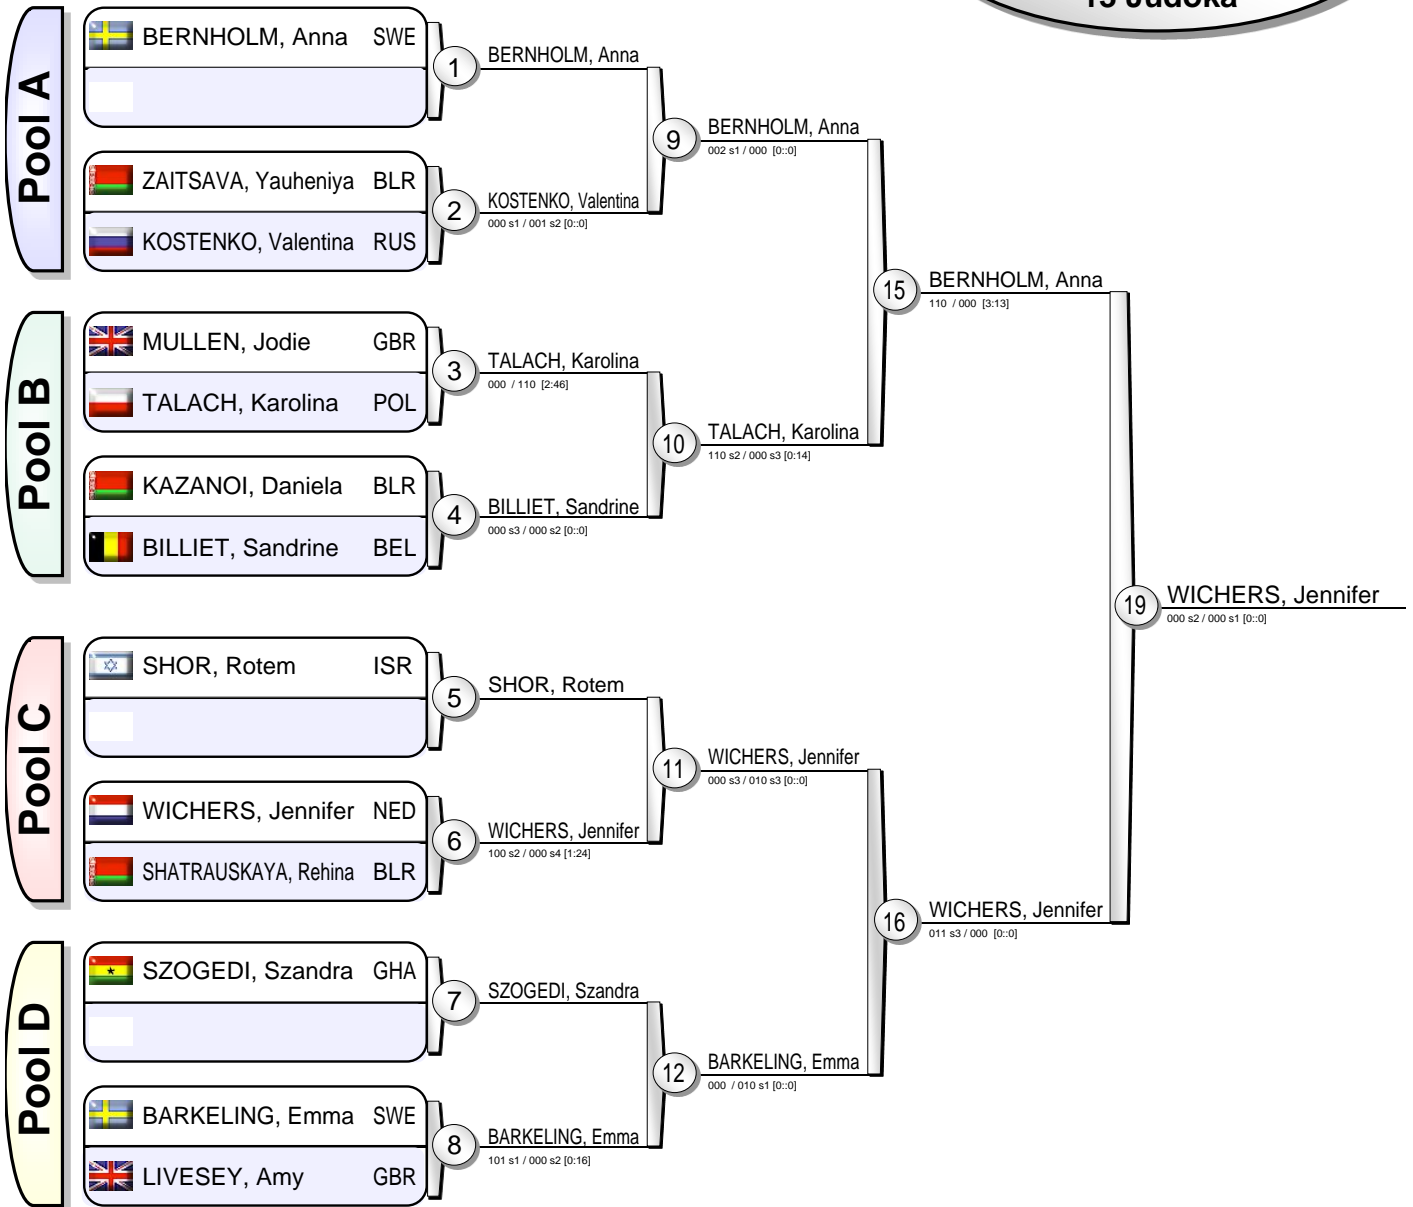 13 Judoka
Pool A
BERNHOLM, Anna SWE
1
BERNHOLM, Anna
ZAITSAVA, Yauheniya BLR
KOSTENKO, Valentina RUS
2
KOSTENKO, Valentina
000 s1 / 001 s2 [0::0]
9
BERNHOLM, Anna
002 s1 / 000 [0::0]
Pool B
MULLEN, Jodie GBR
TALACH, Karolina POL
3
TALACH, Karolina
000 / 110 [2:46]
KAZANOI, Daniela BLR
BILLIET, Sandrine BEL
4
BILLIET, Sandrine
000 s3 / 000 s2 [0::0]
10
TALACH, Karolina
110 s2 / 000 s3 [0:14]
15
BERNHOLM, Anna
110 / 000 [3:13]
Pool C
SHOR, Rotem ISR
5
SHOR, Rotem
WICHERS, Jennifer NED
SHATRAUSKAYA, Rehina BLR
6
WICHERS, Jennifer
100 s2 / 000 s4 [1:24]
11
WICHERS, Jennifer
000 s3 / 010 s3 [0::0]
Pool D
SZOGEDI, Szandra GHA
7
SZOGEDI, Szandra
BARKELING, Emma SWE
LIVESEY, Amy GBR
8
BARKELING, Emma
101 s1 / 000 s2 [0:16]
12
BARKELING, Emma
000 / 010 s1 [0::0]
16
WICHERS, Jennifer
011 s3 / 000 [0::0]
19
WICHERS, Jennifer
000 s2 / 000 s1 [0::0]